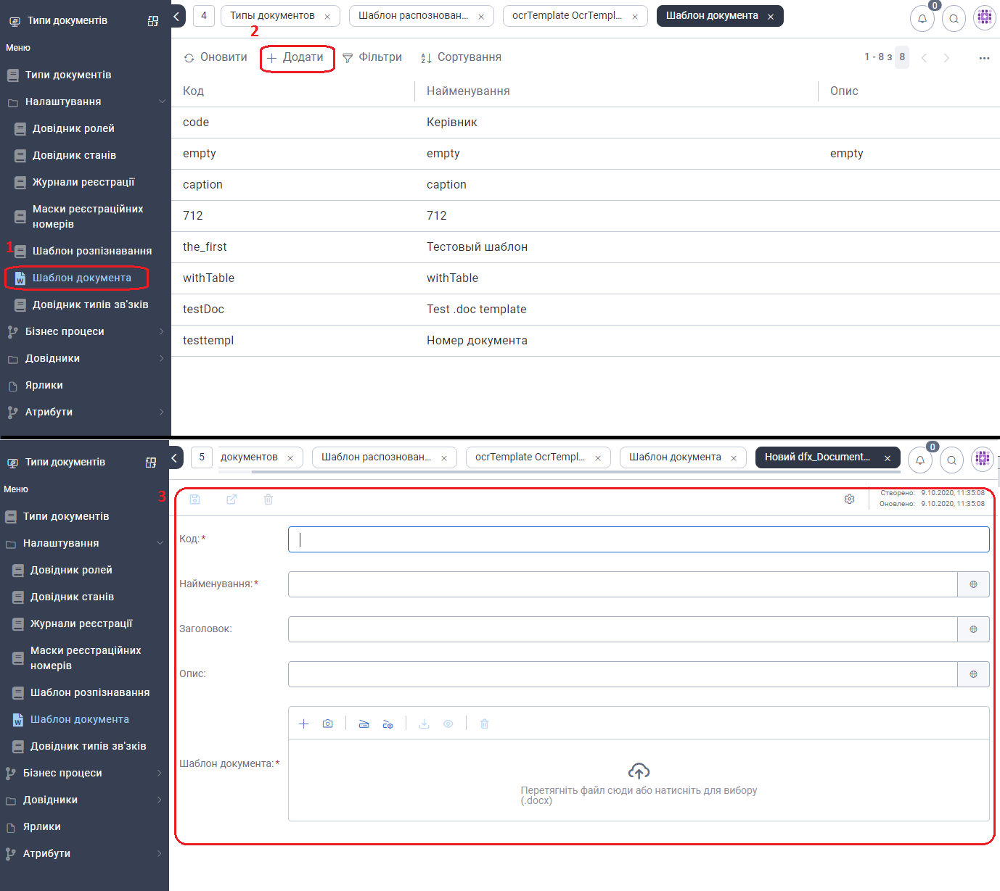 Типи документів
4
Типы документов
Шаблон распознован...
ocrTemplate OcrTempl...
Шаблон документа
0
Меню
2
Оновити
Додати
Фільтри
Сортування
1 - 8 з 8
Типи документів
Налаштування
Довідник ролей
Довідник станів
Журнали реєстрації
Маски реєстраційних
номерів
1
Шаблон розпізнавання
Шаблон документа
Довідник типів зв'зків
Бізнес процеси
Довідники
Ярлики
Атрибути
Код
Найменування
Опис
code
Керівник
empty
empty
empty
caption
caption
712
712
the_first
Тестовый шаблон
withTable
withTable
testDoc
Test .doc template
testtempl
Номер документа
Типи документів
5
документов
Шаблон распознован...
ocrTemplate OcrTempl...
Шаблон документа
Новий dfx_Document...
0
Меню
3
Створено: 9.10.2020, 11:35:08
Оновлено: 9.10.2020, 11:35:08
Типи документів
Налаштування
Довідник ролей
Довідник станів
Журнали реєстрації
Маски реєстраційних
номерів
Шаблон розпізнавання
Шаблон документа
Довідник типів зв'зків
Бізнес процеси
Довідники
Ярлики
Атрибути
Код:*
Найменування:*
Заголовок:
Опис:
Шаблон документа:*
Перетягніть файл сюди або натисніть для вибору
(.docx)